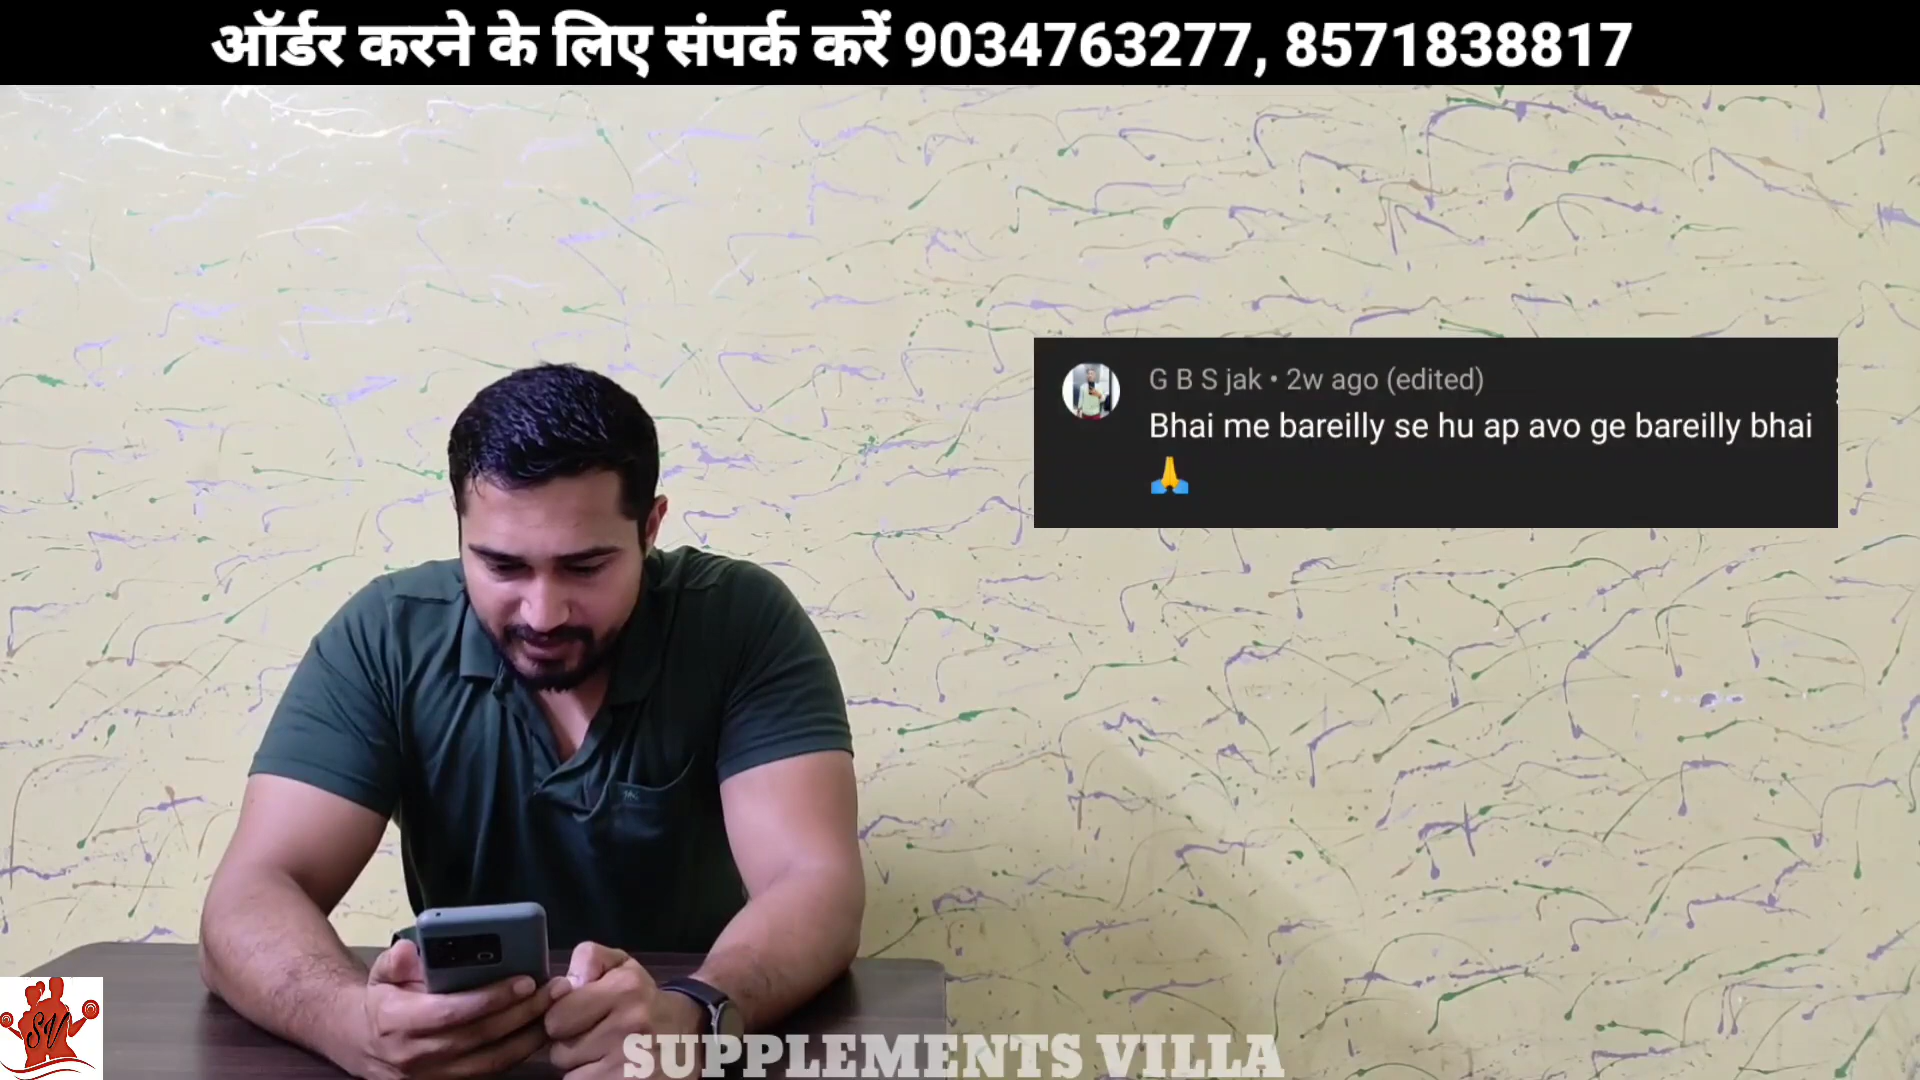 ऑर्डर करने के लिए संपर्क करें 9034763277, 8571838817
G B S jak • 2w ago (edited)
Bhai me bareilly se hu ap avo ge bareilly bhai
🙏
SV
SUPPLEMENTS VILLA